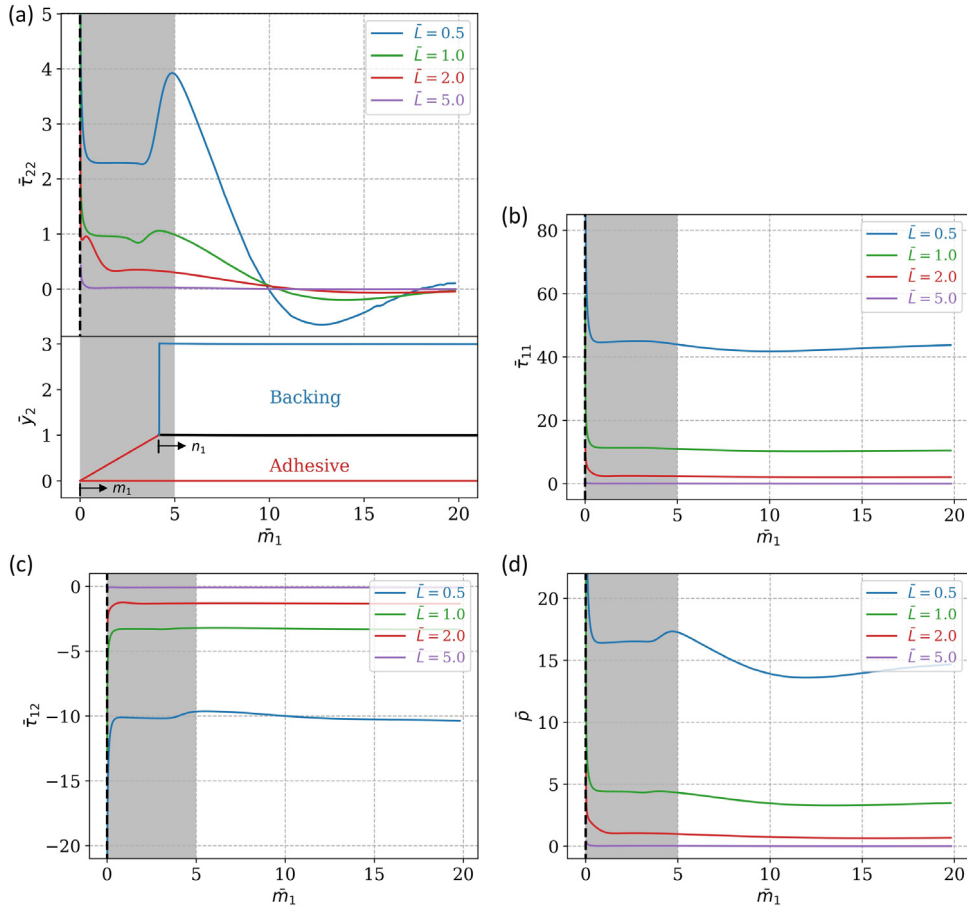 (a)
5
4
3
2
1
0
τ̄₂₂
L̄ = 0.5
L̄ = 1.0
L̄ = 2.0
L̄ = 5.0
3
2
1
0
ȳ₂
Backing
n₁
Adhesive
m₁
0 5 10 15 20
m̄₁
(b)
80
60
40
20
0
τ̄₁₁
L̄ = 0.5
L̄ = 1.0
L̄ = 2.0
L̄ = 5.0
0 5 10 15 20
m̄₁
(c)
0
−5
−10
−15
−20
τ̄₁₂
L̄ = 0.5
L̄ = 1.0
L̄ = 2.0
L̄ = 5.0
0 5 10 15 20
m̄₁
(d)
20
15
10
5
0
p̄
L̄ = 0.5
L̄ = 1.0
L̄ = 2.0
L̄ = 5.0
0 5 10 15 20
m̄₁